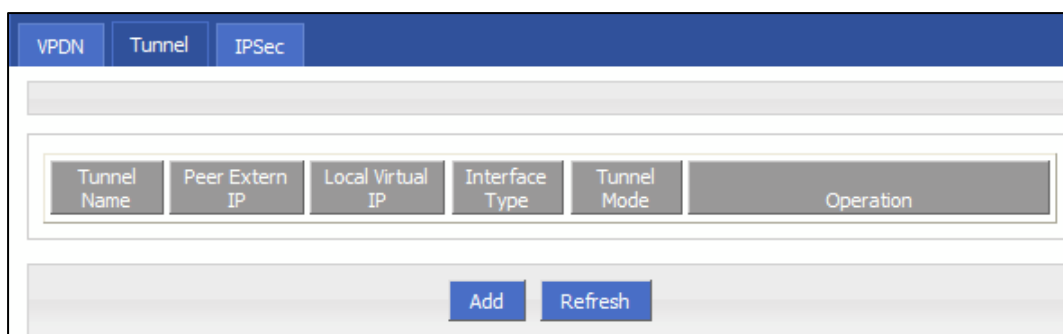 VPDN Tunnel IPSec
Tunnel Name Peer Extern IP Local Virtual IP Interface Type Tunnel Mode Operation
Add Refresh